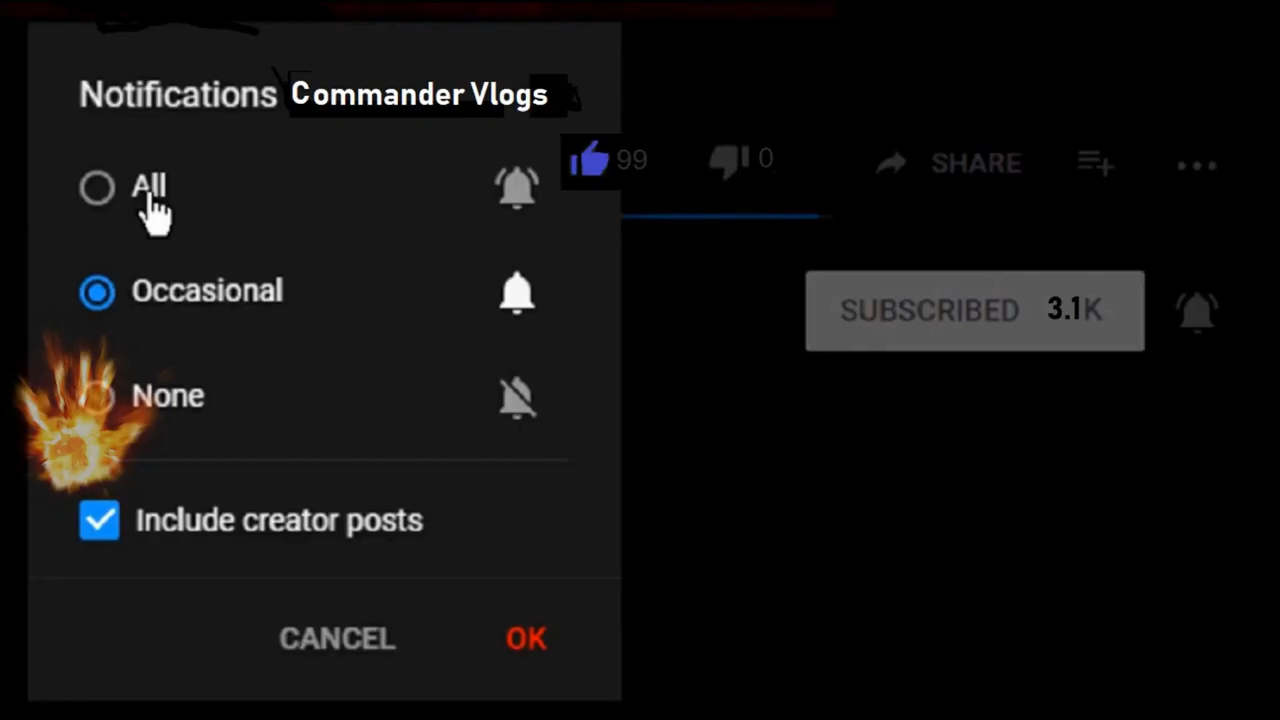 Notifications Commander Vlogs
All
Occasional
None
Include creator posts
CANCEL OK
99 0 SHARE
SUBSCRIBED 3.1K